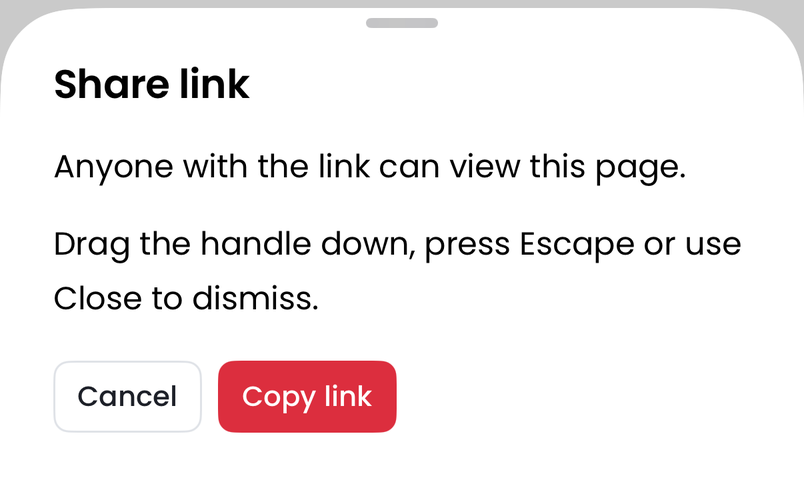 Share link
Anyone with the link can view this page.
Drag the handle down, press Escape or use
Close to dismiss.
Cancel
Copy link